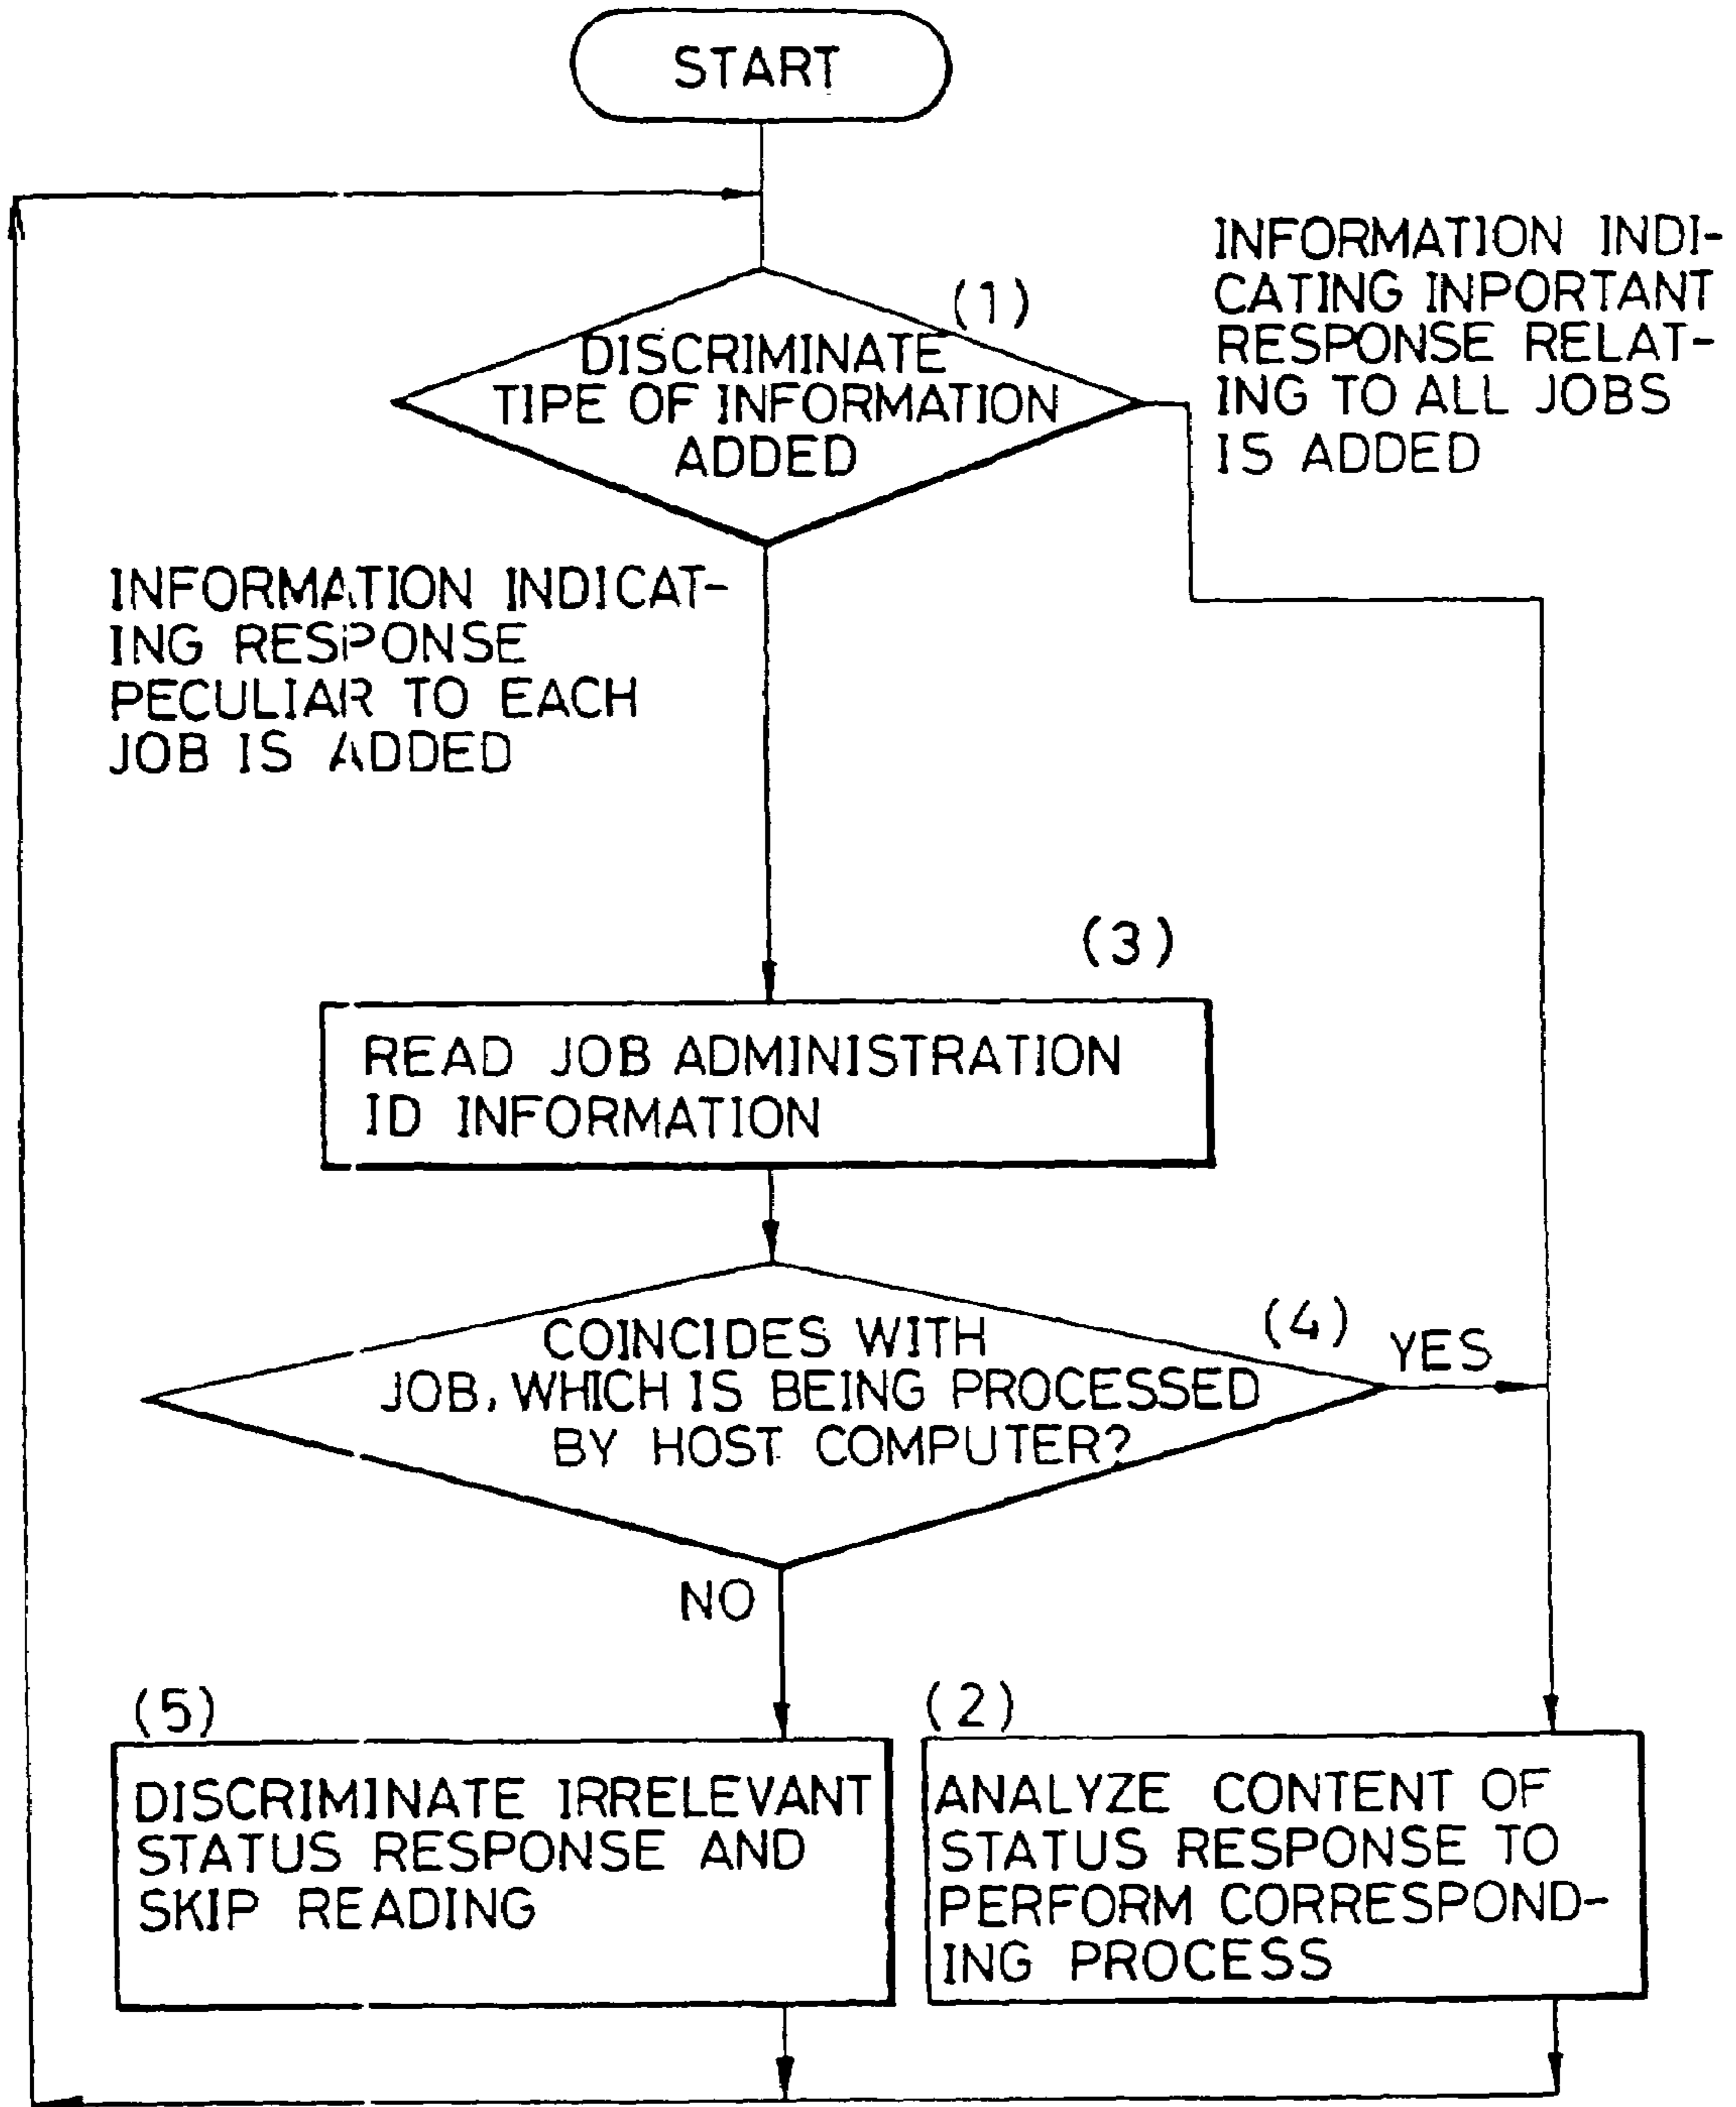 START
(1)
DISCRIMINATE
TIPE OF INFORMATION
ADDED
INFORMATION INDI-
CATING INPORTANT
RESPONSE RELAT-
ING TO ALL JOBS
IS ADDED
INFORMATION INDICAT-
ING RESPONSE
PECULIAR TO EACH
JOB IS ADDED
(3)
READ JOB ADMINISTRATION
ID INFORMATION
(4)
COINCIDES WITH
JOB, WHICH IS BEING PROCESSED
BY HOST COMPUTER?
YES
NO
(5)
DISCRIMINATE IRRELEVANT
STATUS RESPONSE AND
SKIP READING
(2)
ANALYZE CONTENT OF
STATUS RESPONSE TO
PERFORM CORRESPOND-
ING PROCESS